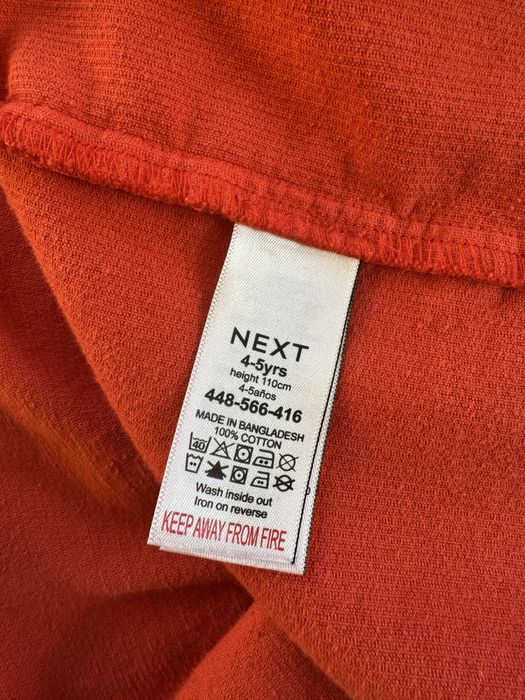 NEXT
4-5yrs
height 110cm
4-5años
448-566-416
MADE IN BANGLADESH
100% COTTON
40
Wash inside out
Iron on reverse
KEEP AWAY FROM FIRE